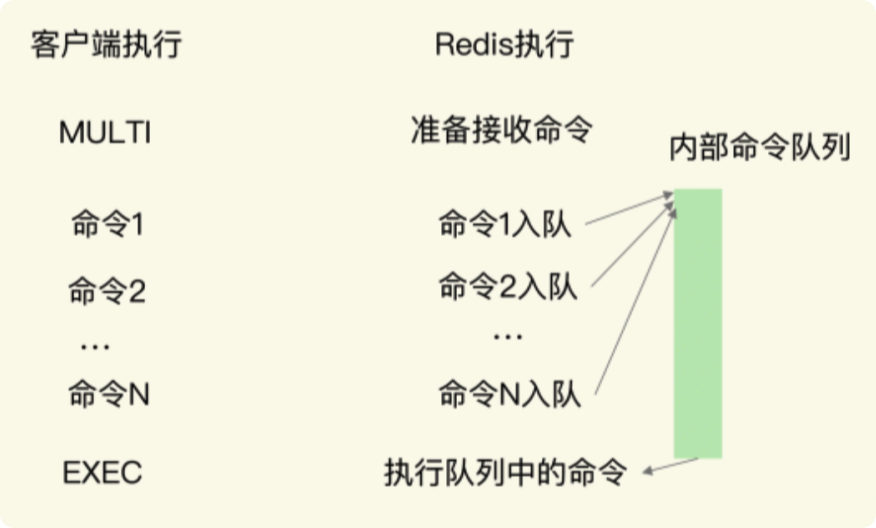 客户端执行 Redis执行
MULTI 准备接收命令
内部命令队列
命令1 命令1入队
命令2 命令2入队
... ...
命令N 命令N入队
EXEC 执行队列中的命令